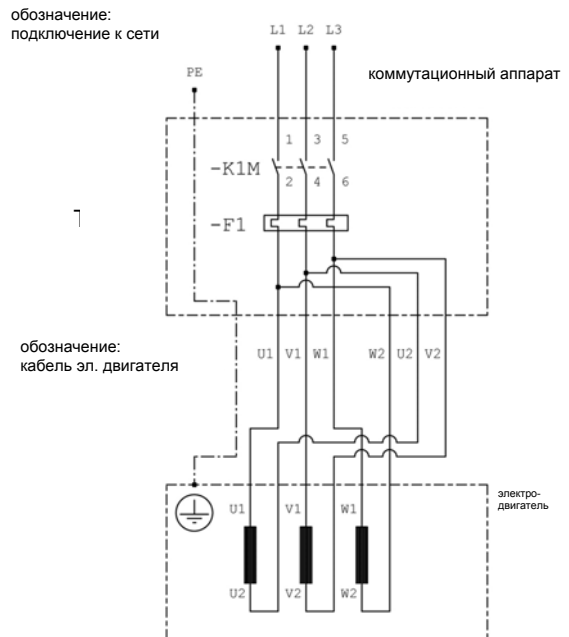 обозначение:
подключение к сети
L1 L2 L3
PE
коммутационный аппарат
1 3 5
-K1M
2 4 6
-F1
обозначение:
кабель эл. двигателя
U1 V1 W1 W2 U2 V2
электро-
двигатель
U1 V1 W1
U2 V2 W2